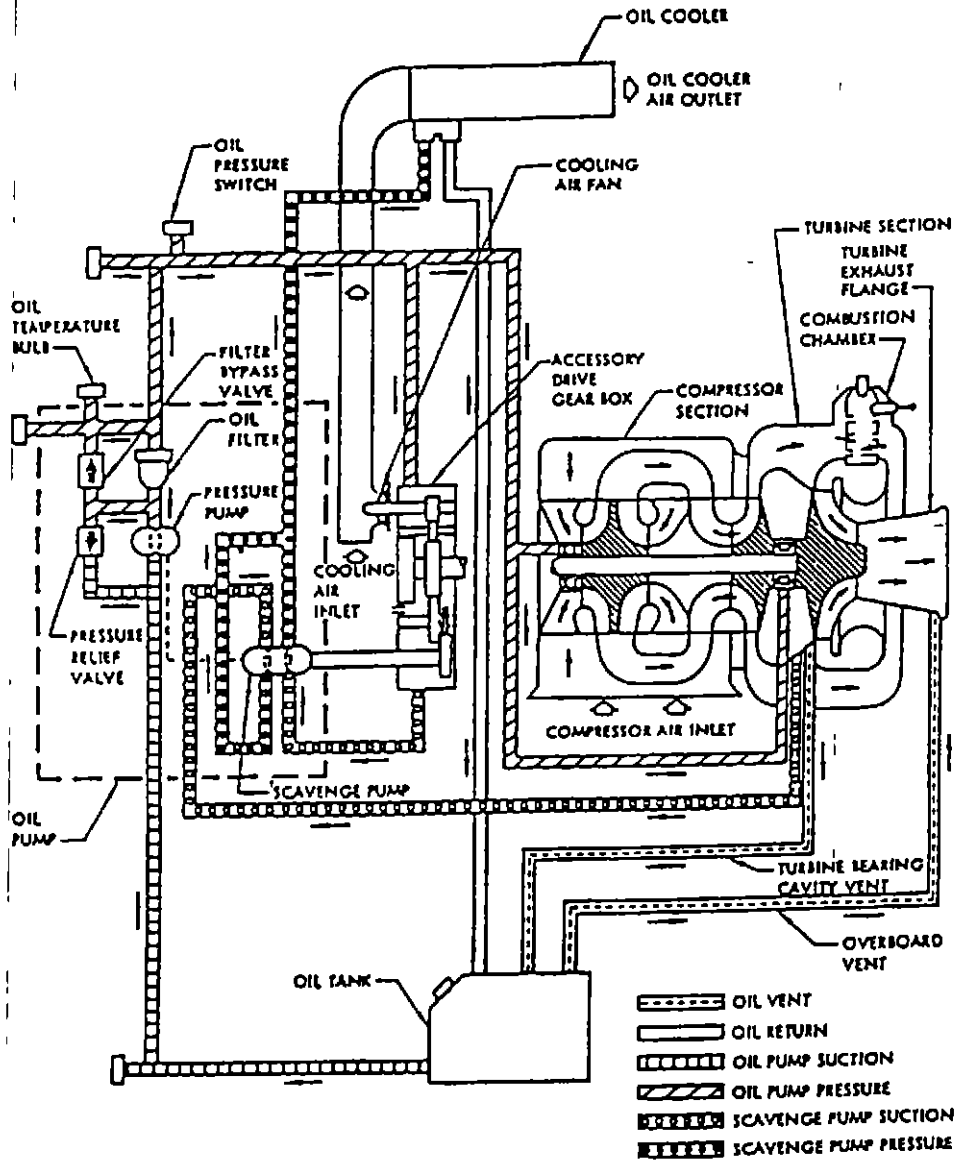 OIL COOLER
OIL COOLER
AIR OUTLET
OIL
PRESSURE
SWITCH
COOLING
AIR FAN
TURBINE SECTION
TURBINE
EXHAUST
FLANGE
COMBUSTION
CHAMBER
OIL
TEMPERATURE
BULB
FILTER
BYPASS
VALVE
OIL
FILTER
PRESSURE
PUMP
ACCESSORY
DRIVE
GEAR BOX
COMPRESSOR
SECTION
COOLING
AIR
INLET
PRESSURE
RELIEF
VALVE
COMPRESSOR AIR INLET
SCAVENGE PUMP
OIL
PUMP
TURBINE BEARING
CAVITY VENT
OVERBOARD
VENT
OIL TANK
OIL VENT
OIL RETURN
OIL PUMP SUCTION
OIL PUMP PRESSURE
SCAVENGE PUMP SUCTION
SCAVENGE PUMP PRESSURE